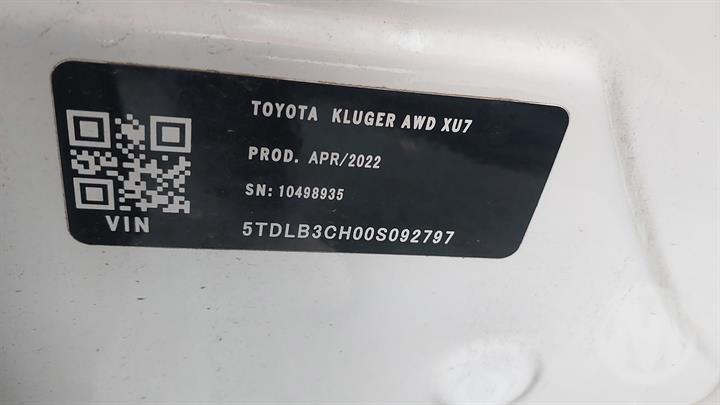 TOYOTA KLUGER AWD XU7
PROD. APR/2022
SN: 10498935
VIN
5TDLB3CH00S092797